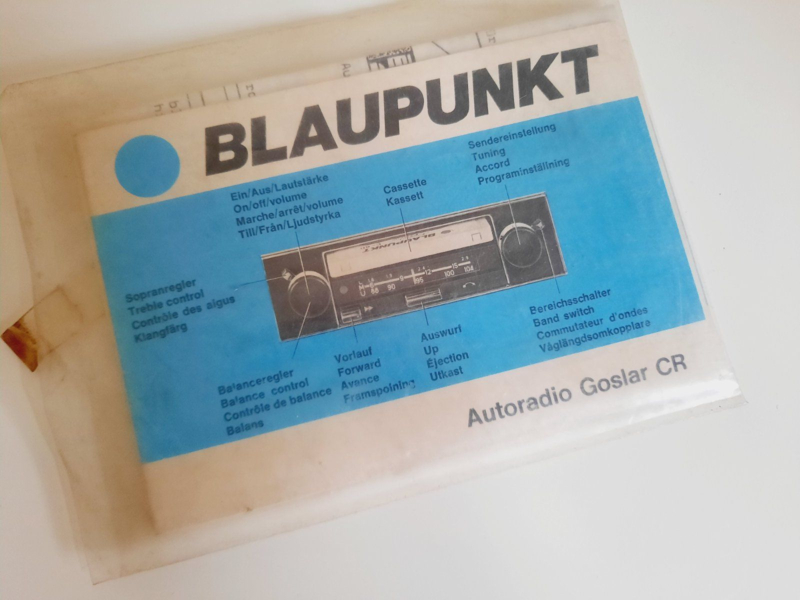 BLAUPUNKT
Ein/Aus/Lautstärke
On/off/volume
Marche/arrêt/volume
Till/Från/Ljudstyrka
Cassette
Kassett
Sendereinstellung
Tuning
Accord
Programinställning
Sopranregler
Treble control
Contrôle des aigus
Klangfärg
BLAUPUNKT
Balanceregler
Balance control
Contrôle de balance
Balans
Vorlauf
Forward
Avance
Framspolning
Auswurf
Up
Éjection
Utkast
Bereichsschalter
Band switch
Commutateur d'ondes
Våglängdsomkopplare
Autoradio Goslar CR